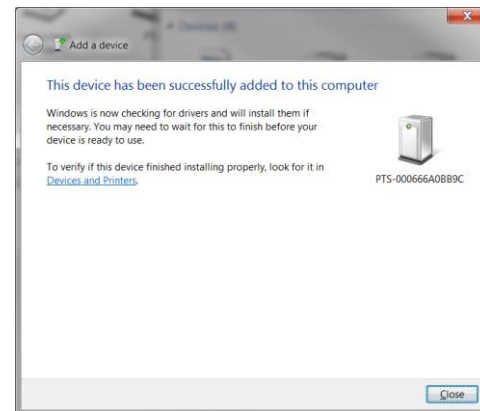 Add a device
This device has been successfully added to this computer
Windows is now checking for drivers and will install them if
necessary. You may need to wait for this to finish before your
device is ready to use.
To verify if this device finished installing properly, look for it in
Devices and Printers.
PTS-000666A0BB9C
Close